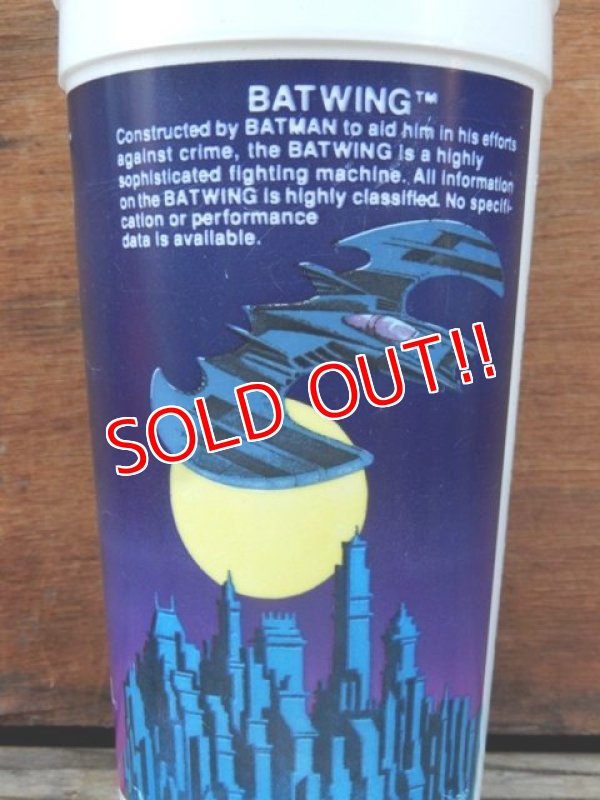 BATWING™
Constructed by BATMAN to aid him in his efforts
against crime, the BATWING is a highly
sophisticated fighting machine. All information
on the BATWING is highly classified. No specifi-
cation or performance
data is available.
SOLD OUT!!